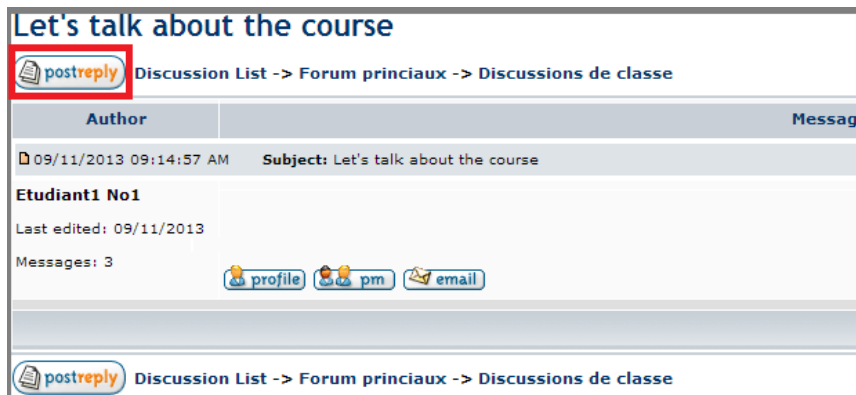 Let's talk about the course
postreply Discussion List -> Forum princiaux -> Discussions de classe
Author Messag
09/11/2013 09:14:57 AM Subject: Let's talk about the course
Etudiant1 No1
Last edited: 09/11/2013
Messages: 3
profile pm email
postreply Discussion List -> Forum princiaux -> Discussions de classe